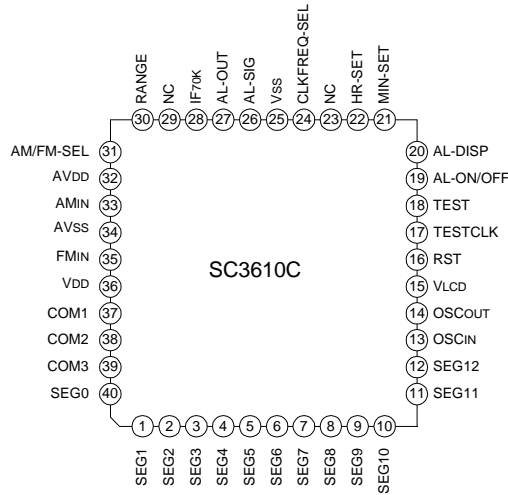 RANGE
NC
IF70K
AL-OUT
AL-SIG
VSS
CLKFREQ-SEL
NC
HR-SET
MIN-SET
30 29 28 27 26 25 24 23 22 21
AM/FM-SEL 31
AVDD 32
AMIN 33
AVSS 34
FMIN 35
VDD 36
COM1 37
COM2 38
COM3 39
SEG0 40
SC3610C
20 AL-DISP
19 AL-ON/OFF
18 TEST
17 TESTCLK
16 RST
15 VLCD
14 OSCOUT
13 OSCIN
12 SEG12
11 SEG11
1 2 3 4 5 6 7 8 9 10
SEG1
SEG2
SEG3
SEG4
SEG5
SEG6
SEG7
SEG8
SEG9
SEG10